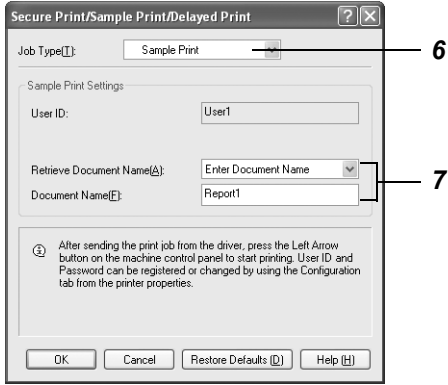 Secure Print/Sample Print/Delayed Print
Job Type(T): Sample Print 6
Sample Print Settings
User ID: User1
Retrieve Document Name(A): Enter Document Name
7
Document Name(F): Report1
After sending the print job from the driver, press the Left Arrow
button on the machine control panel to start printing. User ID and
Password can be registered or changed by using the Configuration
tab from the printer properties.
OK Cancel Restore Defaults (D) Help (H)